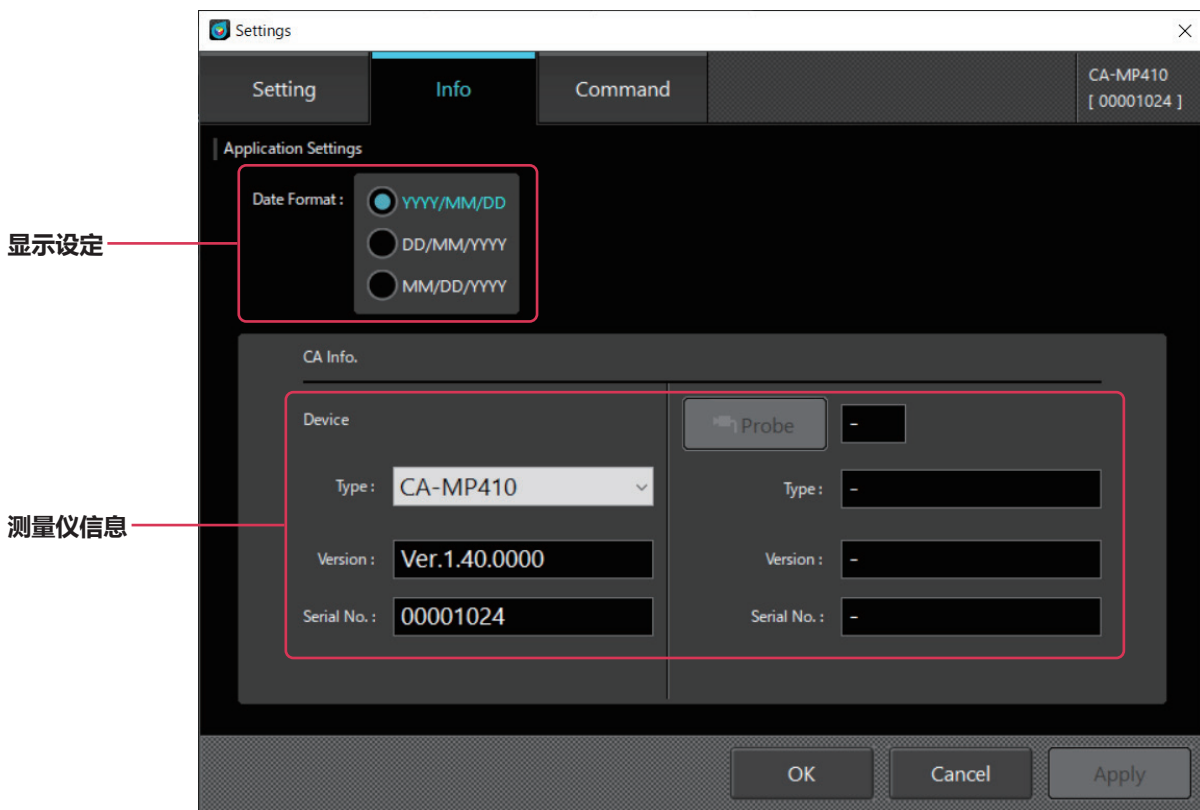 Settings
Setting
Info
Command
CA-MP410
[ 00001024 ]
Application Settings
显示设定
Date Format :
YYYY/MM/DD
DD/MM/YYYY
MM/DD/YYYY
CA Info.
测量仪信息
Device
Type : CA-MP410
Version : Ver.1.40.0000
Serial No. : 00001024
Probe -
Type : -
Version : -
Serial No. : -
OK
Cancel
Apply